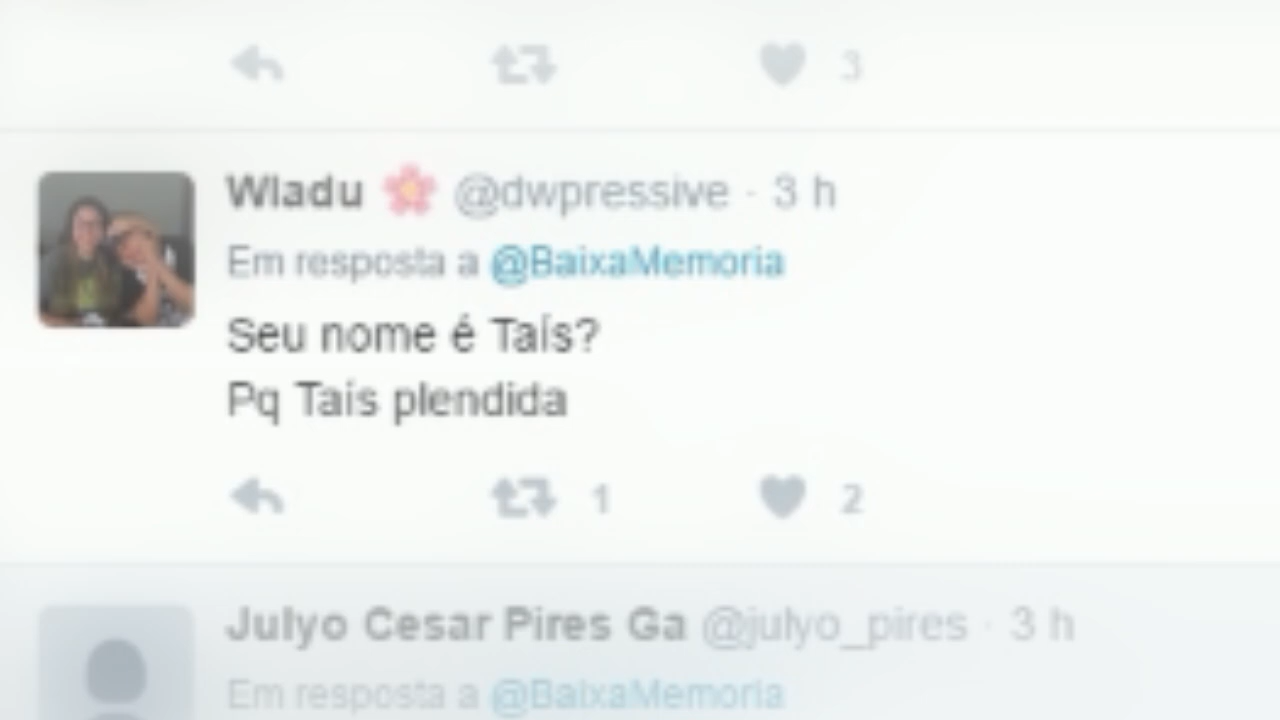 3
Wladu 🌸 @dwpressive · 3 h
Em resposta a @BaixaMemoria
Seu nome é Taís?
Pq Taís plendida
1 2
Julyo Cesar Pires Ga @julyo_pires · 3 h
Em resposta a @BaixaMemoria